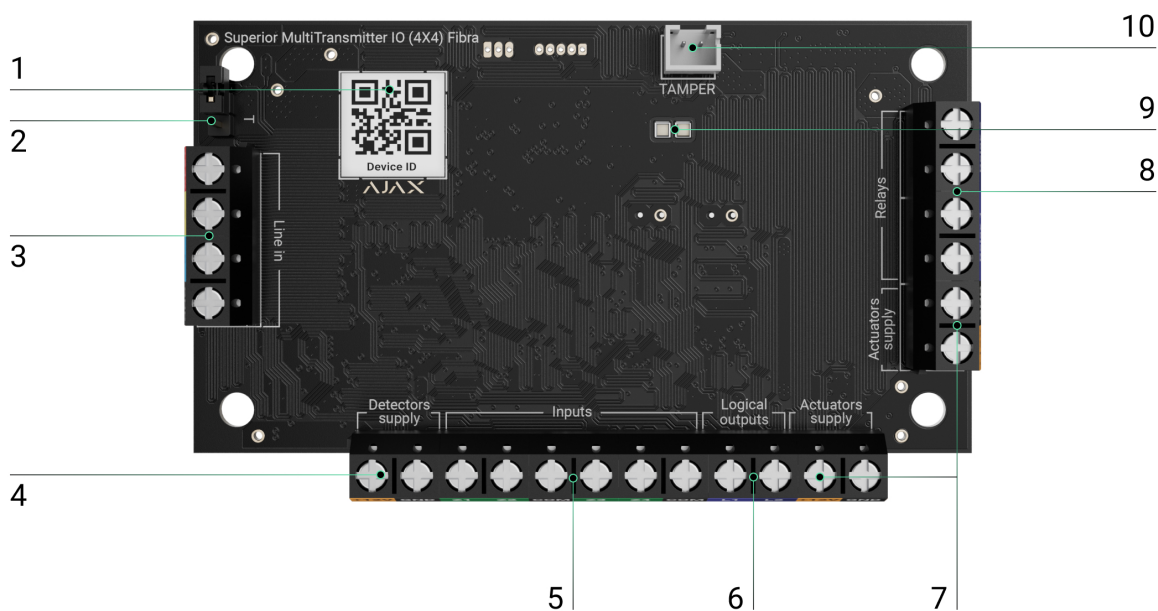 Superior MultiTransmitter IO (4X4) Fibra
10
1
TAMPER
9
2
T
Device ID
AJAX
8
Relays
3
Line in
Actuators
supply
Detectors
supply
Inputs
Logical
outputs
Actuators
supply
4
5
6
7